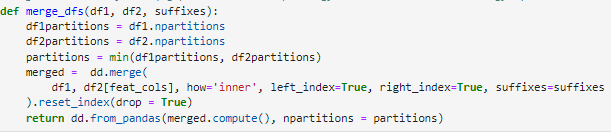 def merge_dfs(df1, df2, suffixes):
    df1partitions = df1.npartitions
    df2partitions = df2.npartitions
    partitions = min(df1partitions, df2partitions)
    merged =  dd.merge(
        df1, df2[feat_cols], how='inner', left_index=True, right_index=True, suffixes=suffixes
    ).reset_index(drop = True)
    return dd.from_pandas(merged.compute(), npartitions = partitions)